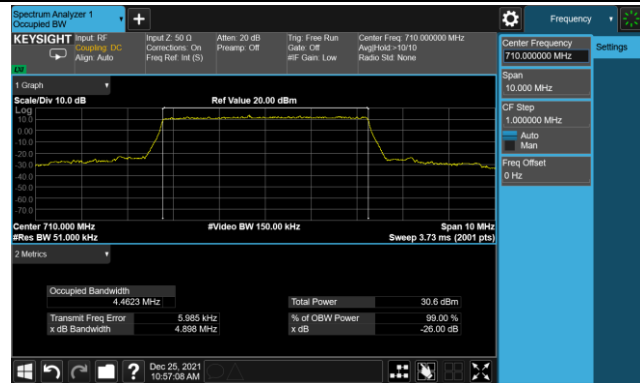 Spectrum Analyzer 1
Occupied BW
Frequency
KEYSIGHT
Input: RF
Coupling: DC
Align: Auto
Input Z: 50 Ω
Corrections: On
Freq Ref: Int (S)
Atten: 20 dB
Preamp: Off
Trig: Free Run
Gate: Off
#IF Gain: Low
Center Freq: 710.000000 MHz
Avg|Hold:>10/10
Radio Std: None
Center Frequency
710.000000 MHz
Settings
Span
10.000 MHz
CF Step
1.000000 MHz
Auto
Man
Freq Offset
0 Hz
1 Graph
Scale/Div 10.0 dB
Ref Value 20.00 dBm
Log
10.0
0.00
-10.0
-20.0
-30.0
-40.0
-50.0
-60.0
-70.0
Center 710.000 MHz
#Video BW 150.00 kHz
Span 10 MHz
#Res BW 51.000 kHz
Sweep 3.73 ms (2001 pts)
2 Metrics
Occupied Bandwidth
4.4623 MHz
Total Power
30.6 dBm
Transmit Freq Error
5.985 kHz
% of OBW Power
99.00 %
x dB Bandwidth
4.898 MHz
x dB
-26.00 dB
?
Dec 25, 2021
10:57:08 AM